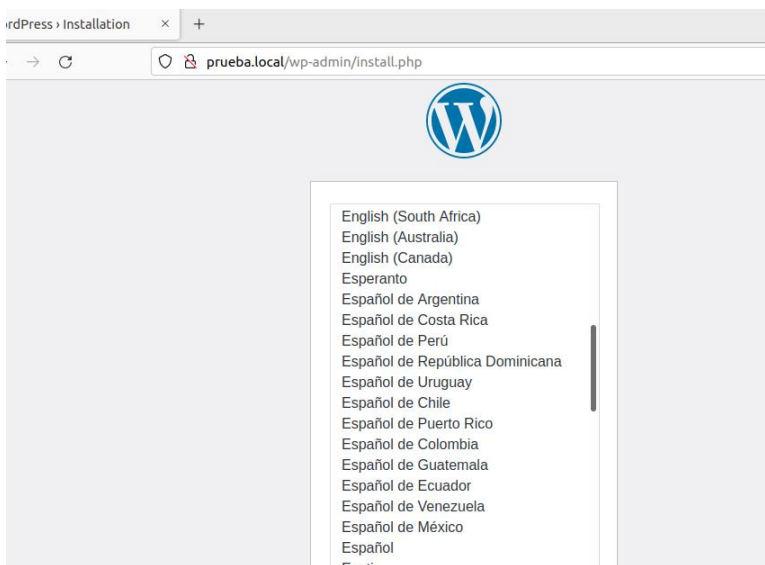 rdPress › Installation
prueba.local/wp-admin/install.php
English (South Africa)
English (Australia)
English (Canada)
Esperanto
Español de Argentina
Español de Costa Rica
Español de Perú
Español de República Dominicana
Español de Uruguay
Español de Chile
Español de Puerto Rico
Español de Colombia
Español de Guatemala
Español de Ecuador
Español de Venezuela
Español de México
Español